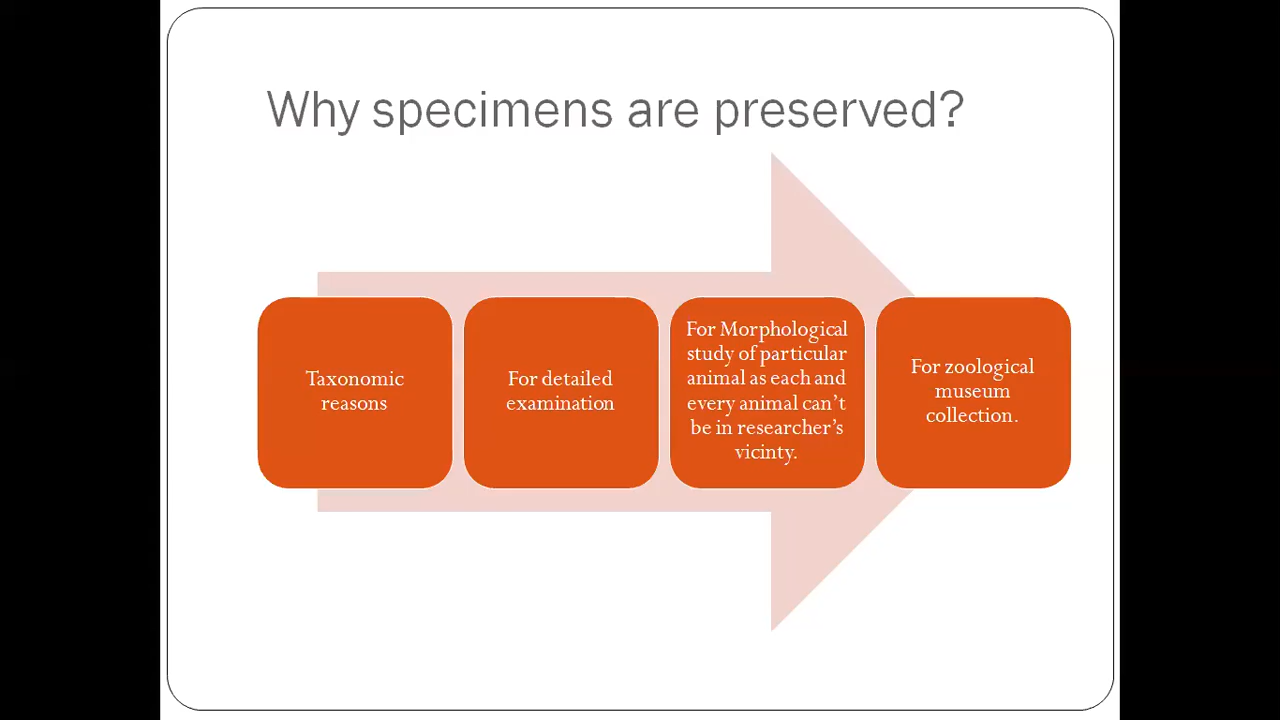 Why specimens are preserved?
Taxonomic
reasons
For detailed
examination
For Morphological
study of particular
animal as each and
every animal can't
be in researcher's
vicinty.
For zoological
museum
collection.